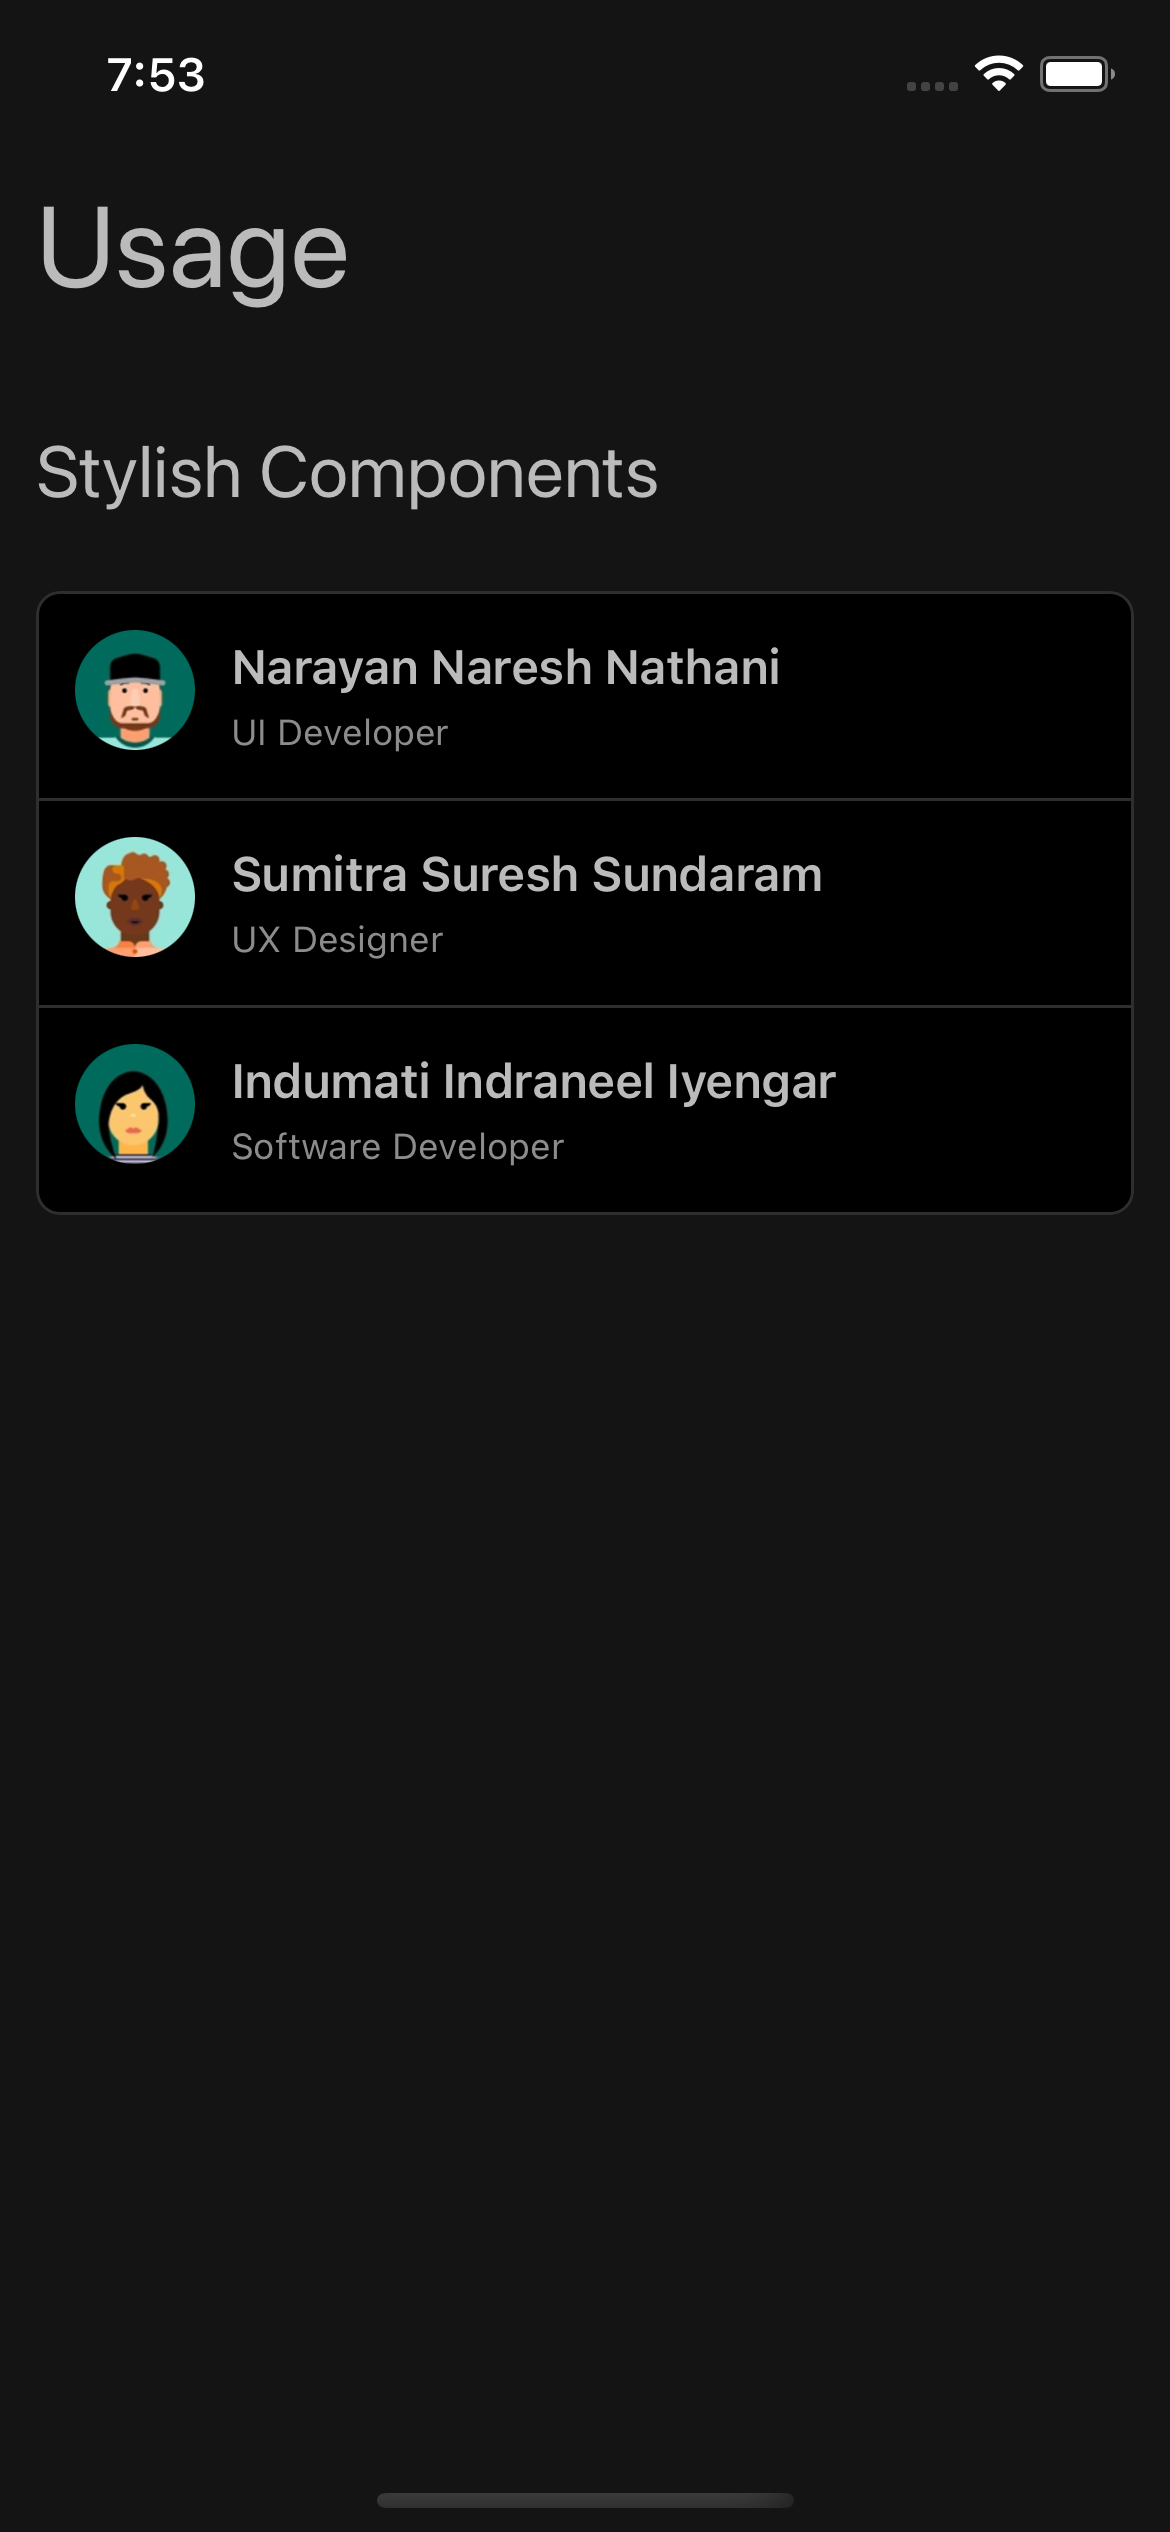 7:53
Usage
Stylish Components
Narayan Naresh Nathani
UI Developer
Sumitra Suresh Sundaram
UX Designer
Indumati Indraneel Iyengar
Software Developer